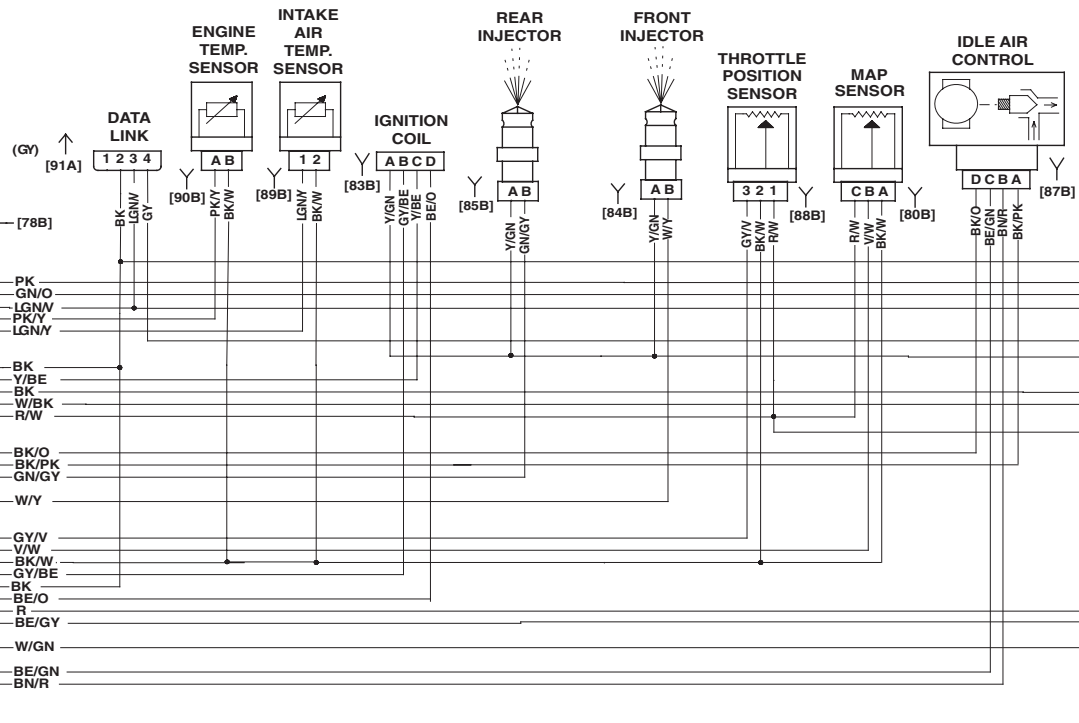 ENGINE
TEMP.
SENSOR
INTAKE
AIR
TEMP.
SENSOR
REAR
INJECTOR
FRONT
INJECTOR
THROTTLE
POSITION
SENSOR
MAP
SENSOR
IDLE AIR
CONTROL
DATA
LINK
IGNITION
COIL
(GY)
[91A]
1 2 3 4
A B
1 2
A B C D
A B
A B
3 2 1
C B A
D C B A
[90B]
[89B]
[83B]
[85B]
[84B]
[88B]
[80B]
[87B]
[78B]
BK
LGN/V
GY
PK/Y
BK/W
LGN/Y
BK/W
Y/GN
GY/BE
Y/BE
BE/O
Y/GN
GN/GY
Y/GN
W/Y
GY/V
BK/W
R/W
R/W
V/W
BK/W
BK/O
BE/GN
BN/R
BK/PK
PK
GN/O
LGN/V
PK/Y
LGN/Y
BK
Y/BE
BK
W/BK
R/W
BK/O
BK/PK
GN/GY
W/Y
GY/V
V/W
BK/W
GY/BE
BK
BE/O
R
BE/GY
W/GN
BE/GN
BN/R